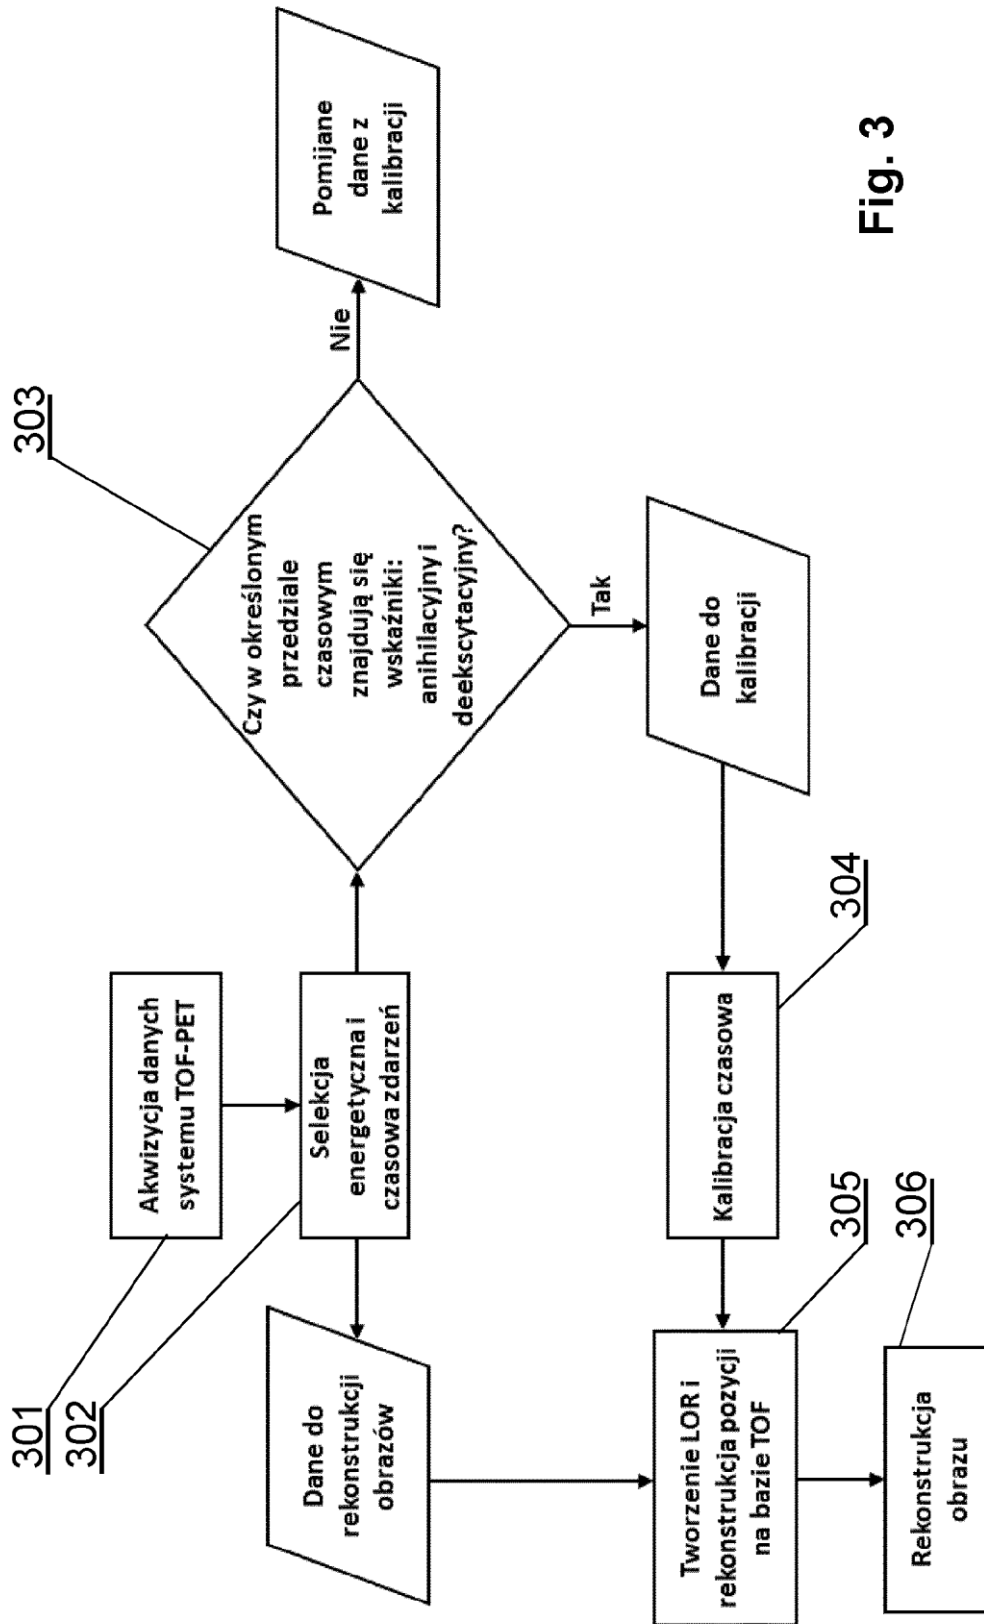 301
302
Akwizycja danych
systemu TOF-PET
Selekcja
energetyczna i
czasowa zdarzeń
303
Czy w określonym
przedziale
czasowym
znajdują się
wskaźniki:
anihilacyjny i
deekscytacyjny?
Nie
Pomijane
dane z
kalibracji
Tak
Dane do
kalibracji
Dane do
rekonstrukcji
obrazów
Kalibracja czasowa
304
Tworzenie LOR i
rekonstrukcja pozycji
na bazie TOF
305
Rekonstrukcja
obrazu
306
Fig. 3